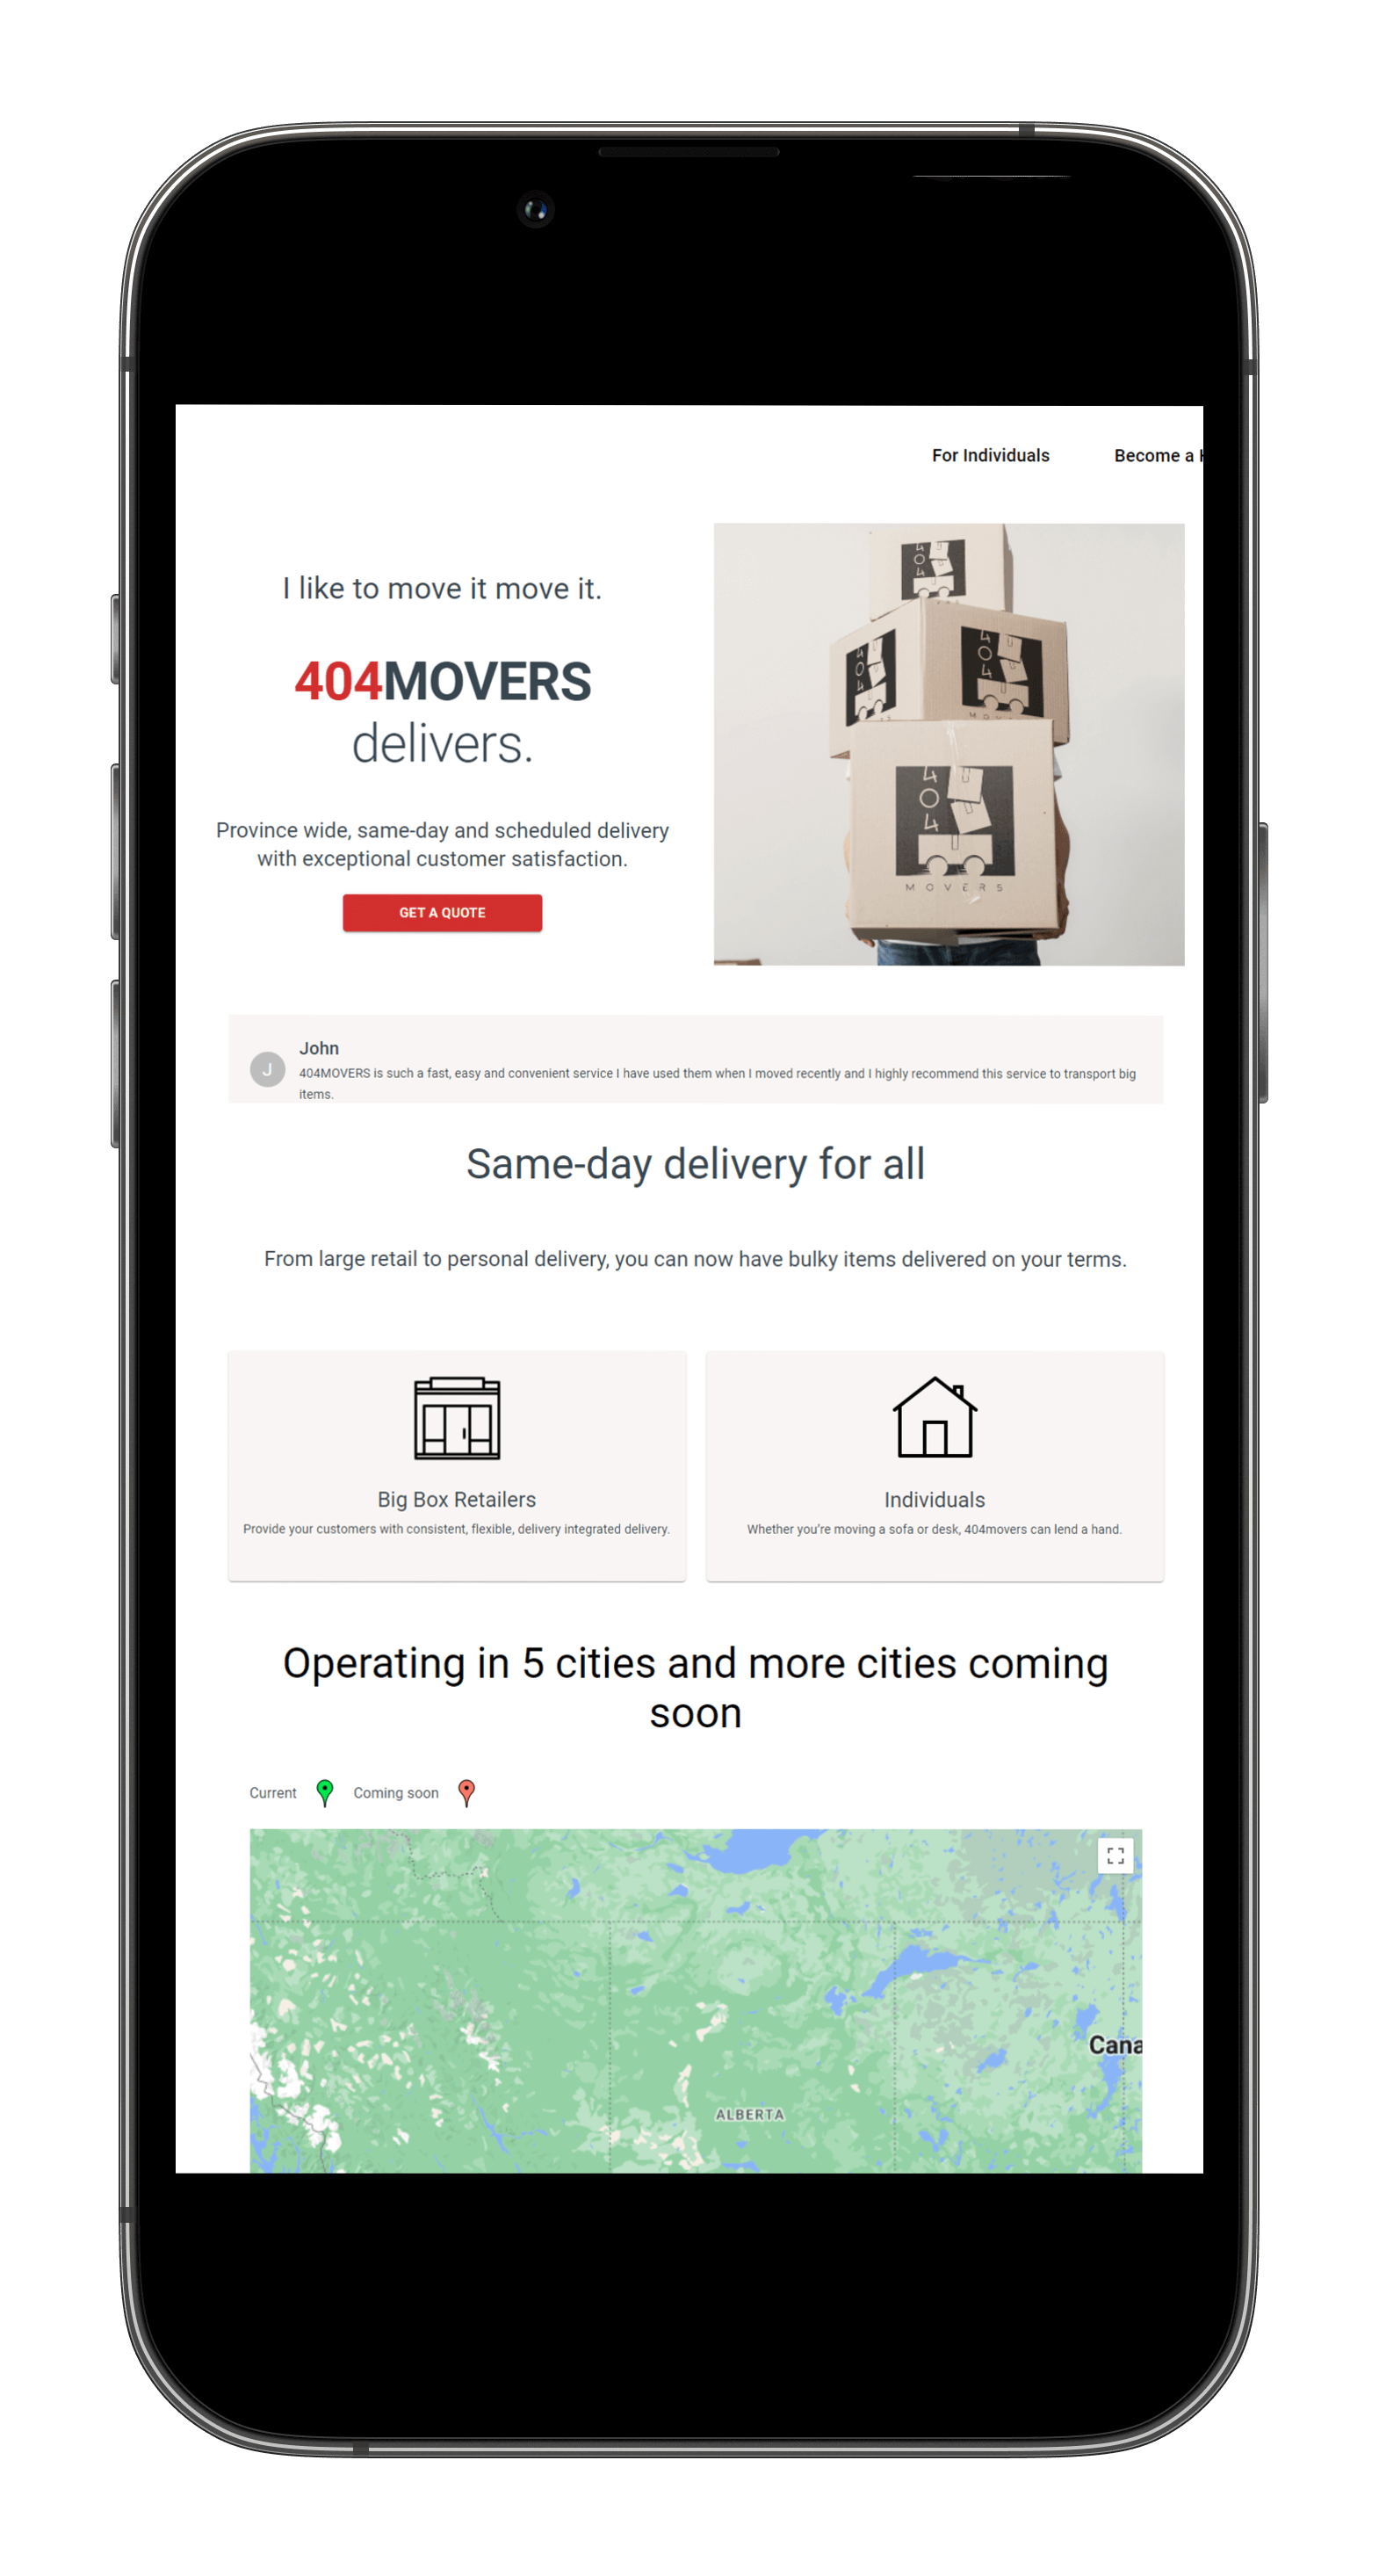 For Individuals
Become a
I like to move it move it.
404MOVERS
delivers.
Province wide, same-day and scheduled delivery
with exceptional customer satisfaction.
GET A QUOTE
404
404
404
404
MOVERS
J
John
404MOVERS is such a fast, easy and convenient service I have used them when I moved recently and I highly recommend this service to transport big
items.
Same-day delivery for all
From large retail to personal delivery, you can now have bulky items delivered on your terms.
Big Box Retailers
Provide your customers with consistent, flexible, delivery integrated delivery.
Individuals
Whether you're moving a sofa or desk, 404movers can lend a hand.
Operating in 5 cities and more cities coming
soon
Current
Coming soon
Cana
ALBERTA